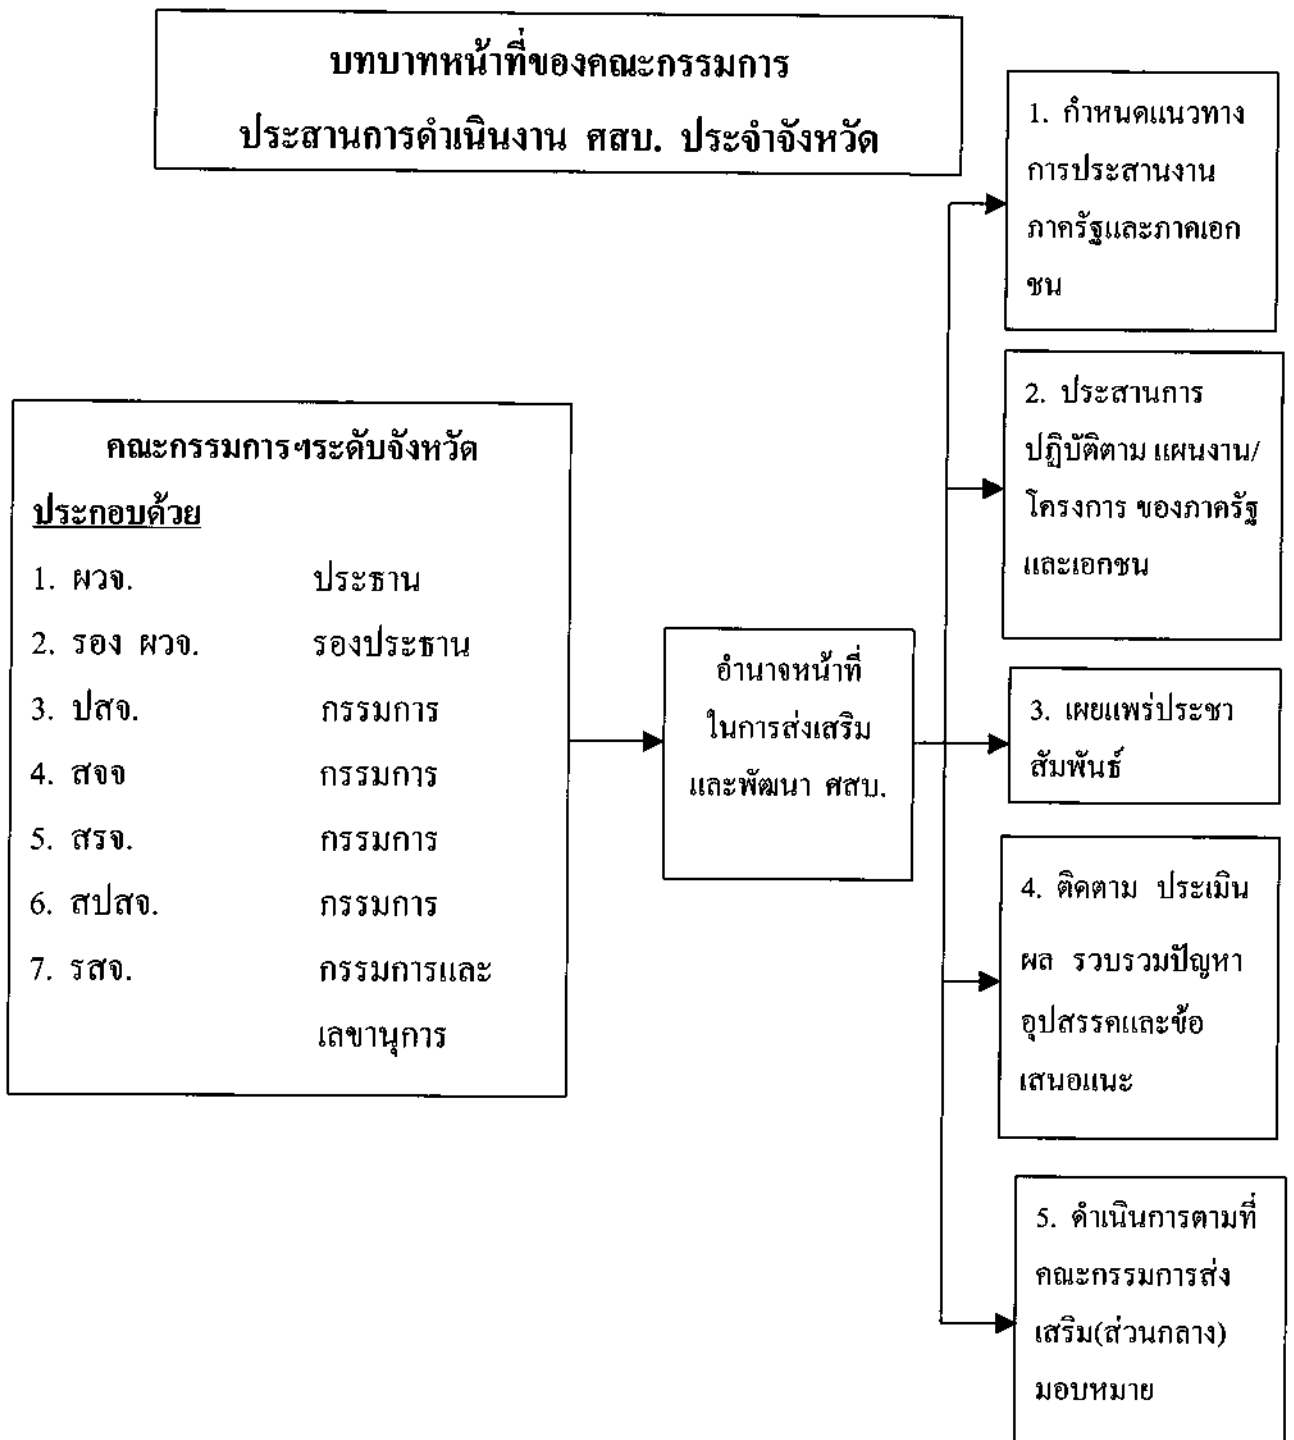 บทบาทหน้าที่ของคณะกรรมการ
ประสานการดำเนินงาน ศสบ. ประจำจังหวัด
คณะกรรมการฯระดับจังหวัด
ประกอบด้วย
1. ผวจ. ประธาน
2. รอง ผวจ. รองประธาน
3. ปสจ. กรรมการ
4. สจจ กรรมการ
5. สรจ. กรรมการ
6. สปสจ. กรรมการ
7. รสจ. กรรมการและ
เลขานุการ
อำนาจหน้าที่
ในการส่งเสริม
และพัฒนา ศสบ.
1. กำหนดแนวทาง
การประสานงาน
ภาครัฐและภาคเอก
ชน
2. ประสานการ
ปฏิบัติตาม แผนงาน/
โครงการ ของภาครัฐ
และเอกชน
3. เผยแพร่ประชา
สัมพันธ์
4. ติดตาม ประเมิน
ผล รวบรวมปัญหา
อุปสรรคและข้อ
เสนอแนะ
5. ดำเนินการตามที่
คณะกรรมการส่ง
เสริม(ส่วนกลาง)
มอบหมาย